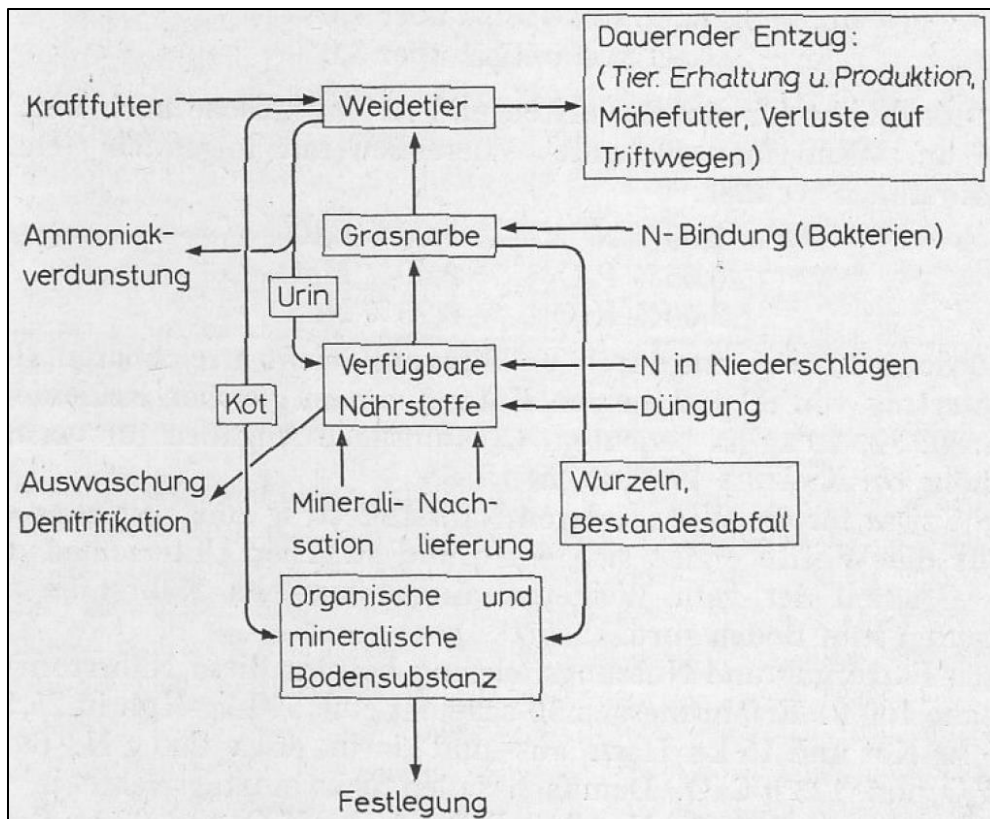 Dauernder Entzug:
(Tier. Erhaltung u. Produktion,
Mähefutter, Verluste auf
Triftwegen)
Kraftfutter
Weidetier
Ammoniak-
verdunstung
Grasnarbe
N-Bindung (Bakterien)
Urin
Verfügbare
Nährstoffe
N in Niederschlägen
Düngung
Kot
Auswaschung
Denitrifikation
Minerali-
sation
Nach-
lieferung
Wurzeln,
Bestandesabfall
Organische und
mineralische
Bodensubstanz
Festlegung